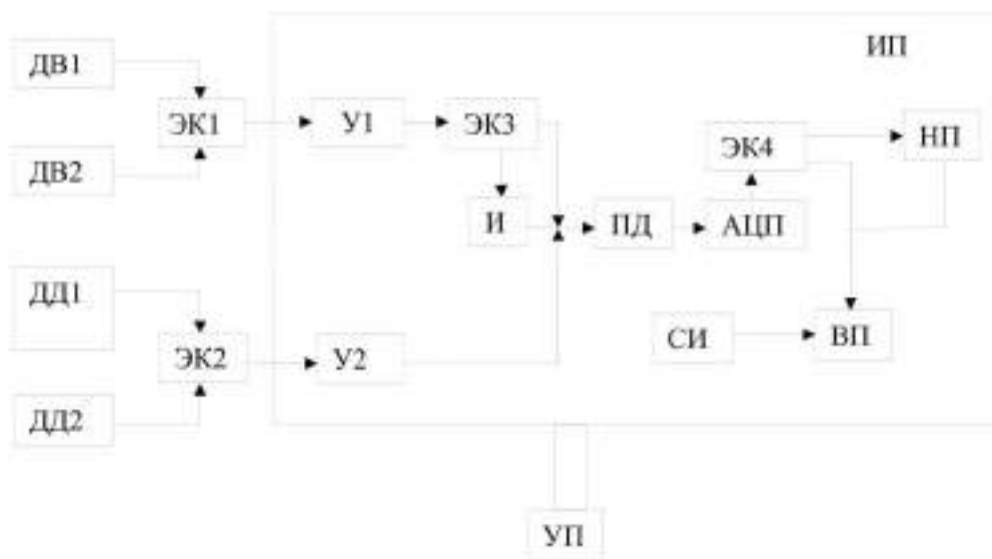 ИП
ДВ1
ЭК1
У1
ЭК3
ЭК4
НП
ДВ2
И
ПД
АЦП
ДД1
ЭК2
У2
СИ
ВП
ДД2
УП